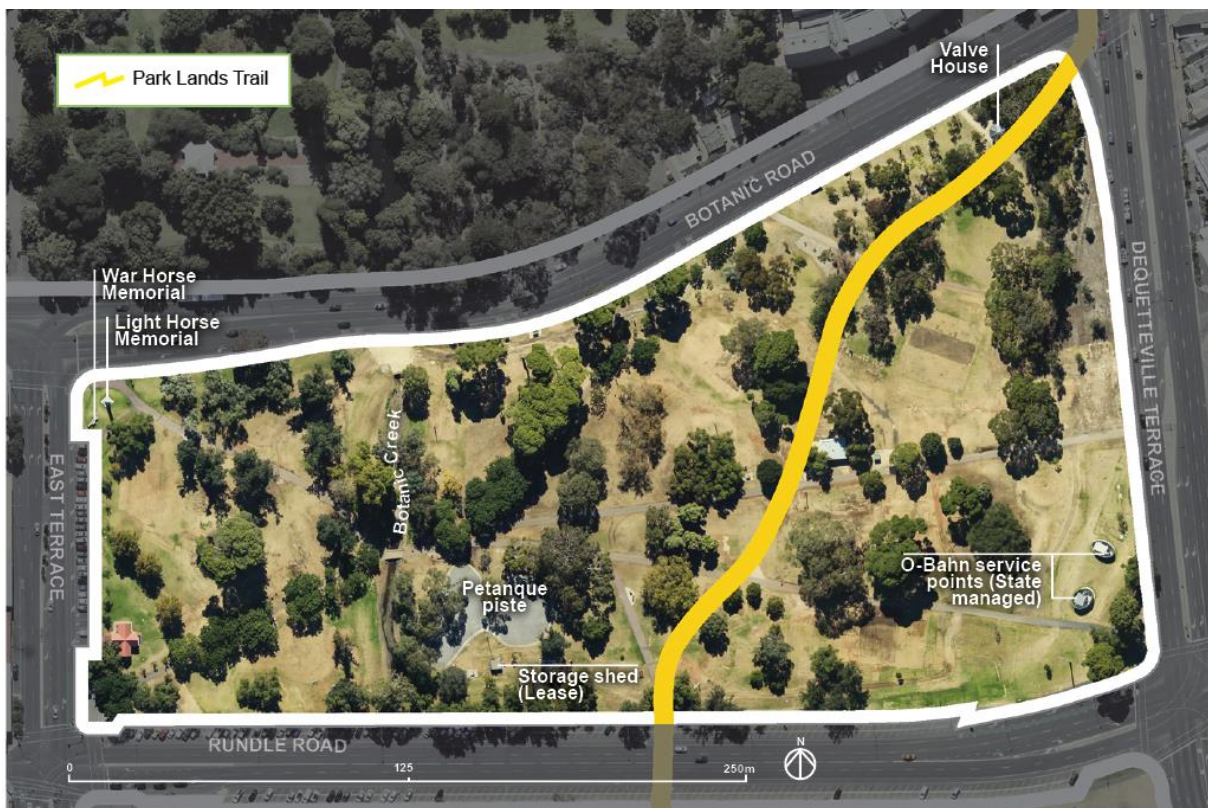 Park Lands Trail
Valve
House
BOTANIC ROAD
War Horse
Memorial
Light Horse
Memorial
DEQUETTEVILLE TERRACE
Botanic Creek
EAST TERRACE
O-Bahn service
points (State
managed)
Petanque
piste
Storage shed
(Lease)
RUNDLE ROAD
N
0 125 250m